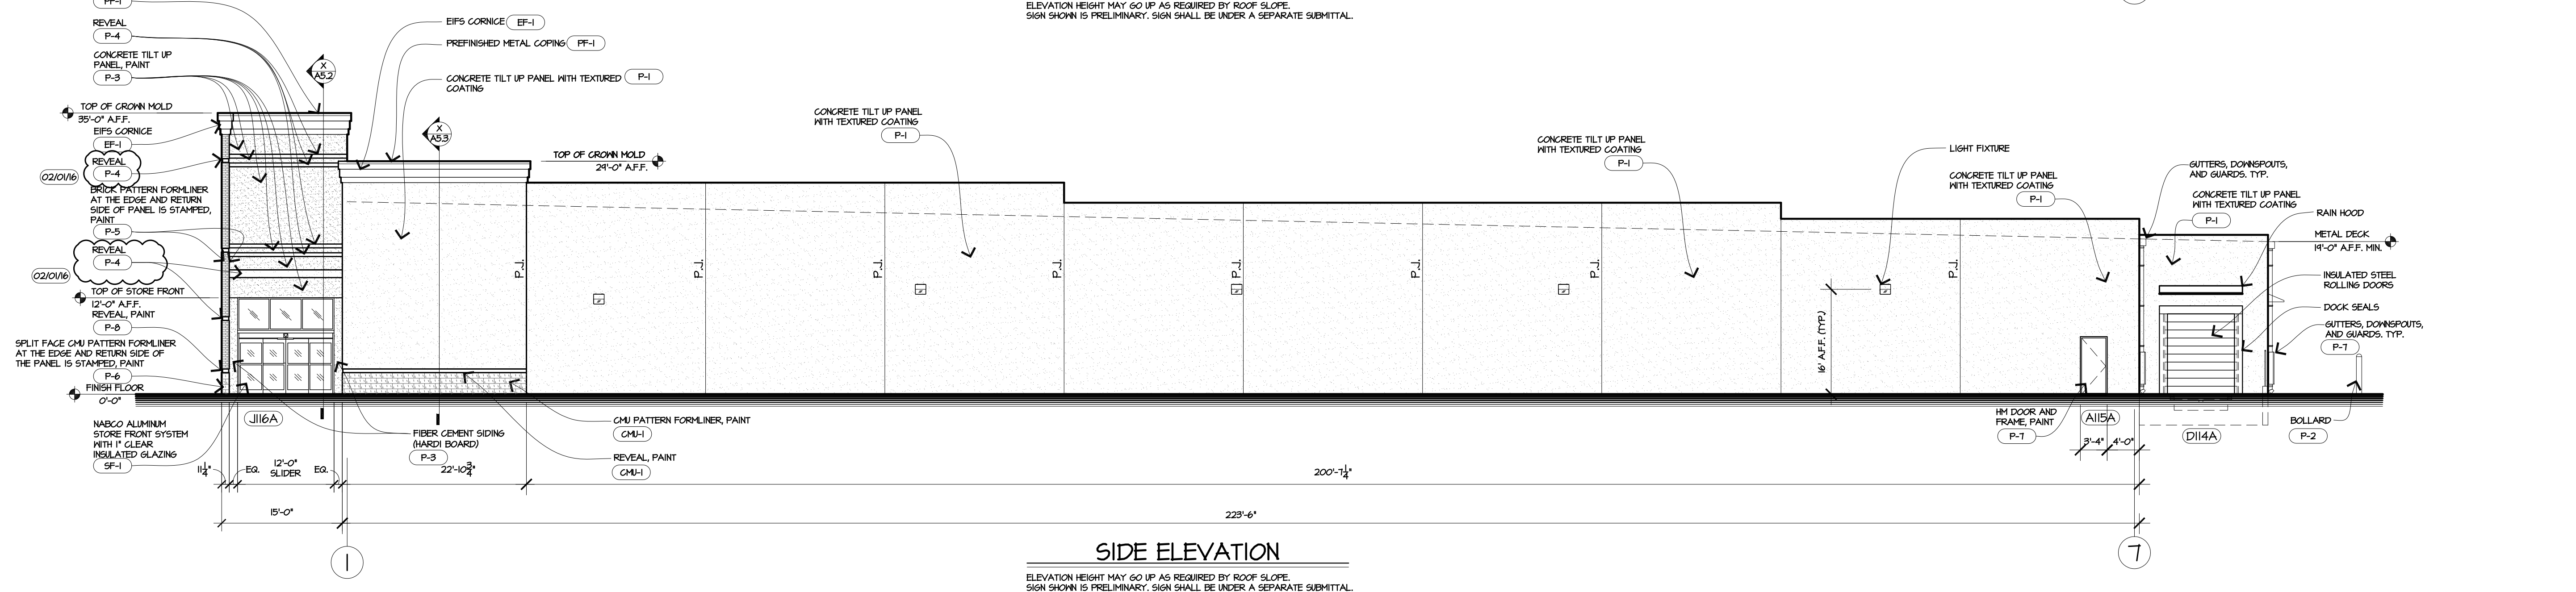 PF-1
REVEAL
P-4
CONCRETE TILT UP
PANEL, PAINT
P-3
X
A5.2
EIFS CORNICE EF-1
PREFINISHED METAL COPING PF-1
CONCRETE TILT UP PANEL WITH TEXTURED P-1
COATING
ELEVATION HEIGHT MAY GO UP AS REQUIRED BY ROOF SLOPE.
SIGN SHOWN IS PRELIMINARY. SIGN SHALL BE UNDER A SEPARATE SUBMITTAL.
TOP OF CROWN MOLD
35'-0" A.F.F.
EIFS CORNICE
EF-1
REVEAL
P-4
02/01/16
BRICK PATTERN FORMLINER
AT THE EDGE AND RETURN
SIDE OF PANEL IS STAMPED,
PAINT
P-5
REVEAL
P-4
02/01/16
TOP OF STORE FRONT
12'-0" A.F.F.
REVEAL, PAINT
P-8
SPLIT FACE CMU PATTERN FORMLINER
AT THE EDGE AND RETURN SIDE OF
THE PANEL IS STAMPED, PAINT
P-6
FINISH FLOOR
0'-0"
NABCO ALUMINUM
STORE FRONT SYSTEM
WITH 1" CLEAR
INSULATED GLAZING
SF-1
X
A5.3
TOP OF CROWN MOLD
29'-0" A.F.F.
CONCRETE TILT UP PANEL
WITH TEXTURED COATING
P-1
CONCRETE TILT UP PANEL
WITH TEXTURED COATING
P-1
LIGHT FIXTURE
CONCRETE TILT UP PANEL
WITH TEXTURED COATING
P-1
GUTTERS, DOWNSPOUTS,
AND GUARDS. TYP.
CONCRETE TILT UP PANEL
WITH TEXTURED COATING
P-1
RAIN HOOD
METAL DECK
19'-0" A.F.F. MIN.
INSULATED STEEL
ROLLING DOORS
DOCK SEALS
GUTTERS, DOWNSPOUTS,
AND GUARDS. TYP.
P-7
P.J.
P.J.
P.J.
P.J.
P.J.
P.J.
P.J.
P.J.
16' A.F.F. (TYP.)
J116A
FIBER CEMENT SIDING
(HARDI BOARD)
P-3
CMU PATTERN FORMLINER, PAINT
CMU-1
REVEAL, PAINT
CMU-1
HM DOOR AND
FRAME, PAINT
P-7
A115A
D114A
BOLLARD
P-2
3'-4"
4'-0"
11 1/4"
EQ.
12'-0"
SLIDER
EQ.
22'-10 3/4"
200'-7 1/4"
15'-0"
223'-6"
1
7
SIDE ELEVATION
ELEVATION HEIGHT MAY GO UP AS REQUIRED BY ROOF SLOPE.
SIGN SHOWN IS PRELIMINARY. SIGN SHALL BE UNDER A SEPARATE SUBMITTAL.